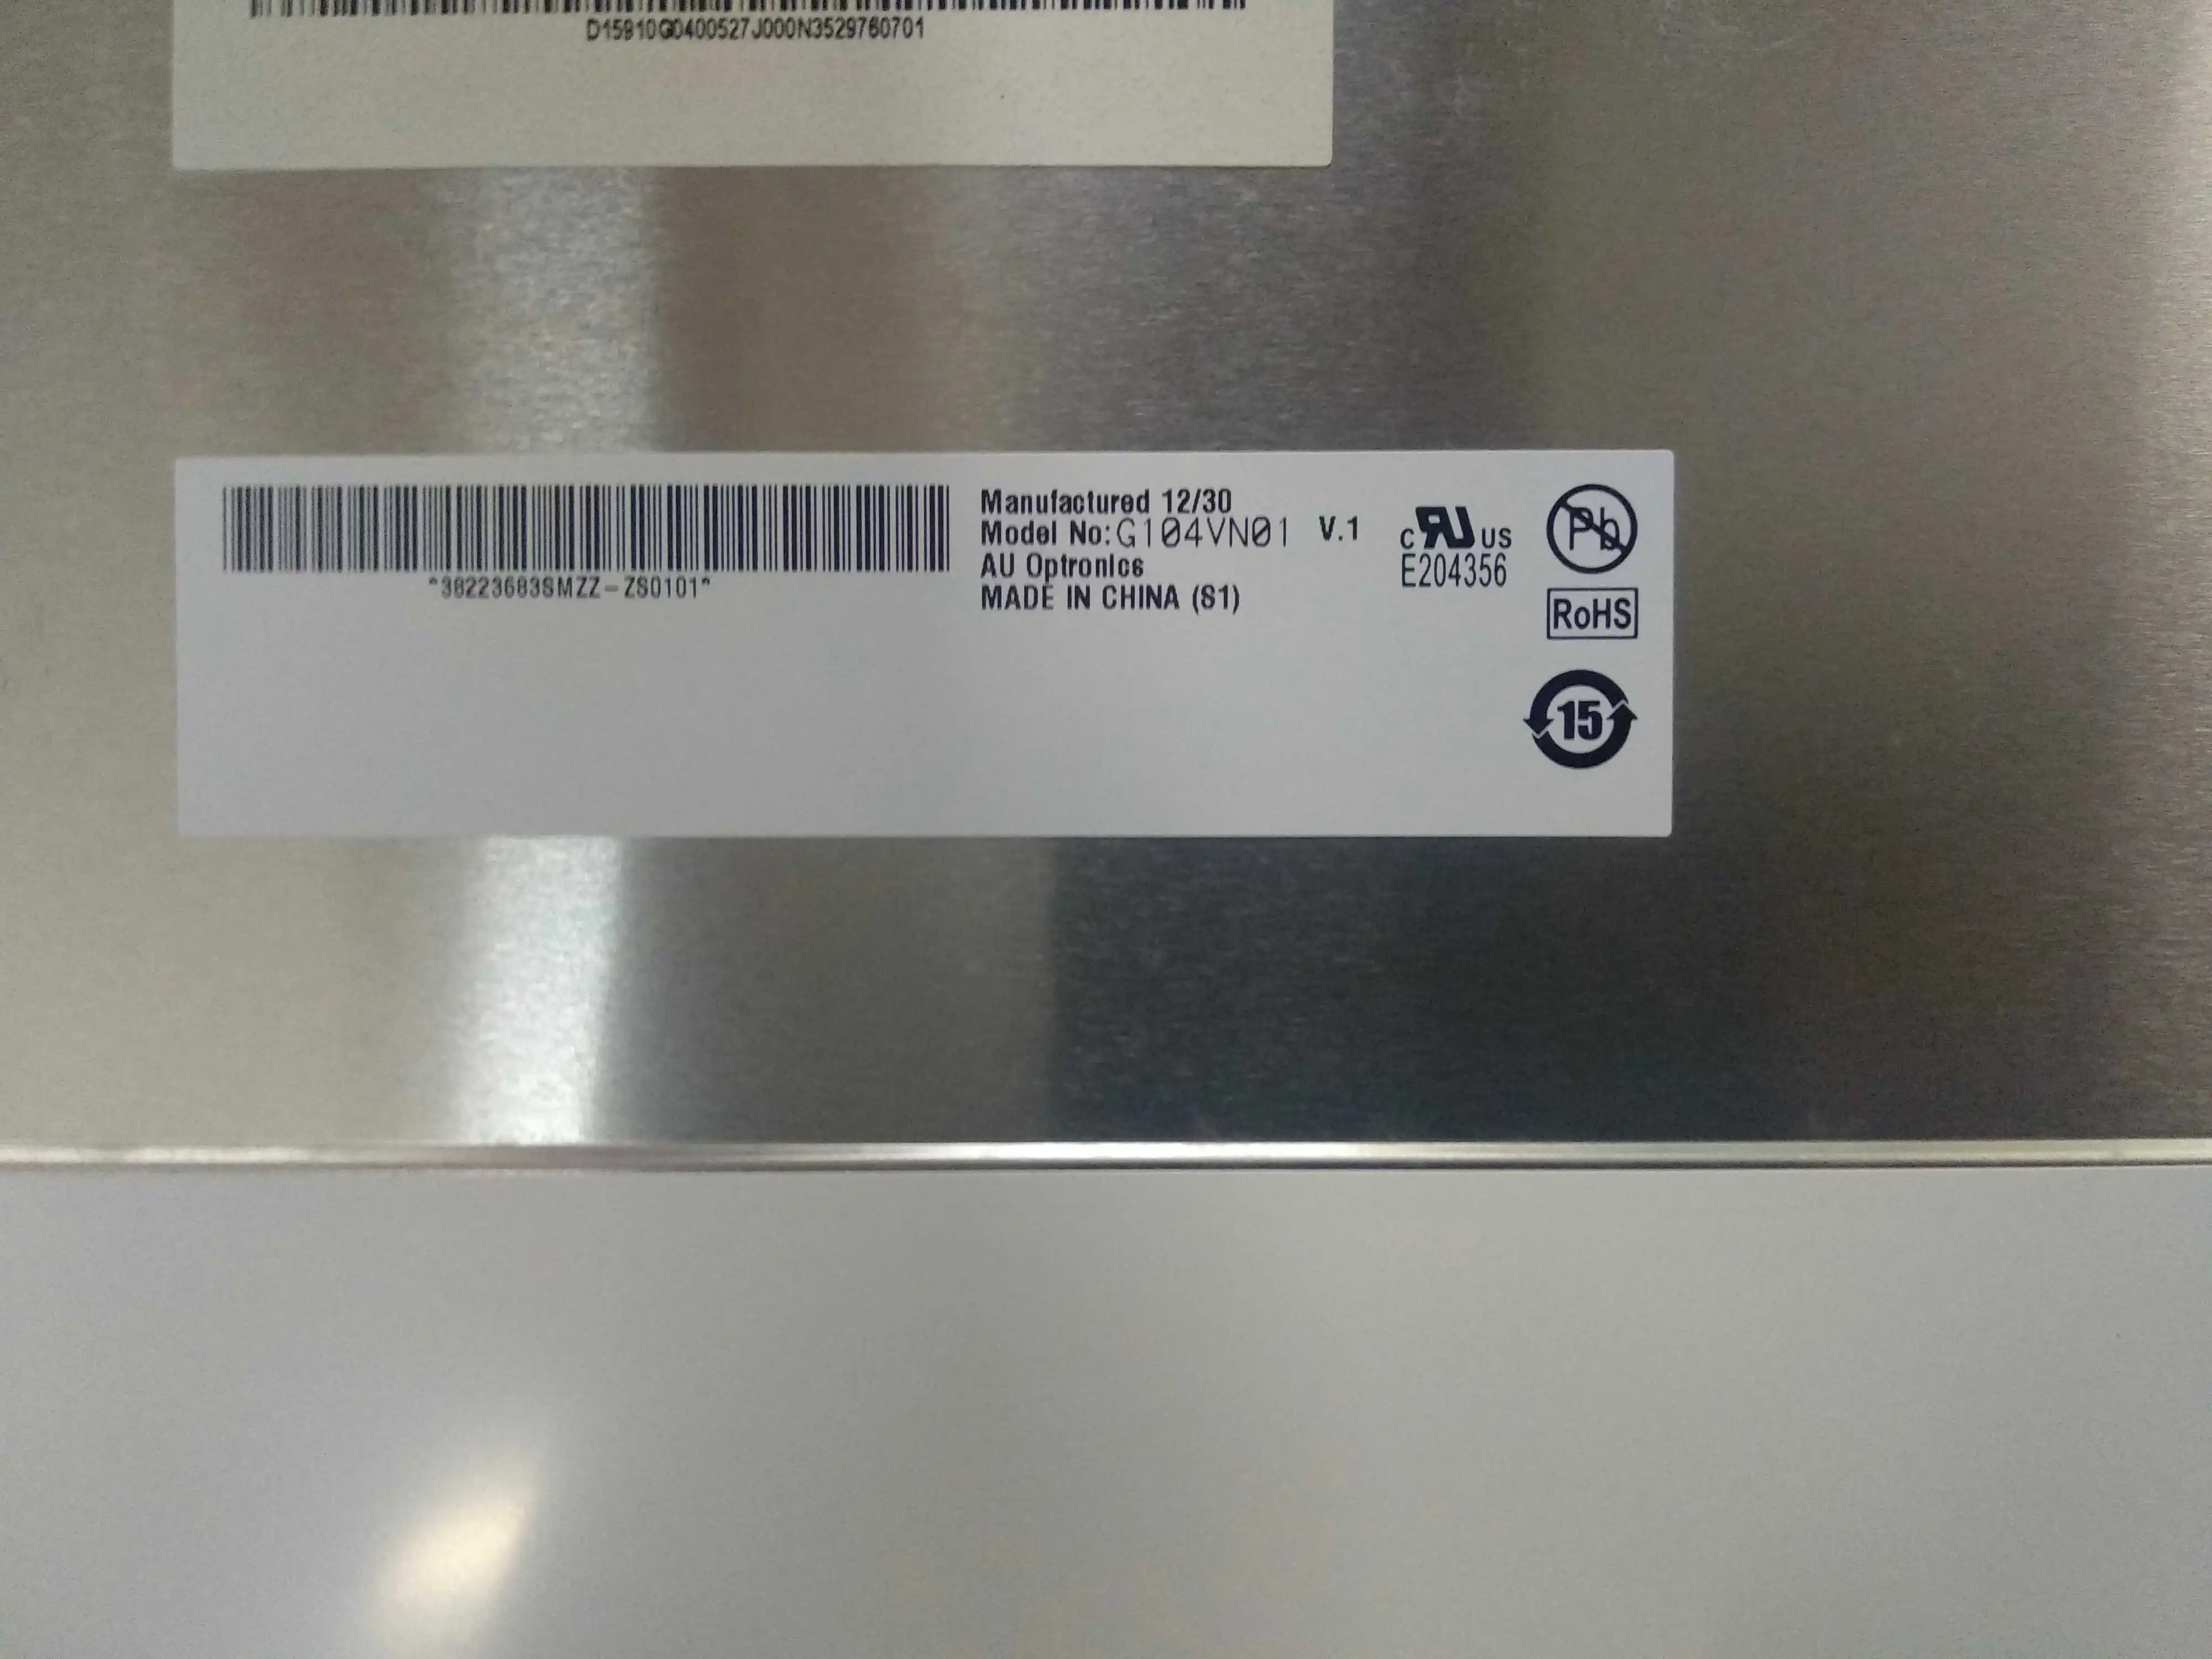 D15910G0400527J000N3529760701
Manufactured 12/30
Model No:G104VN01 V.1
AU Optronics
MADE IN CHINA (S1)
*38223683SMZZ-ZS0101*
c RU US
E204356
Pb
RoHS
15